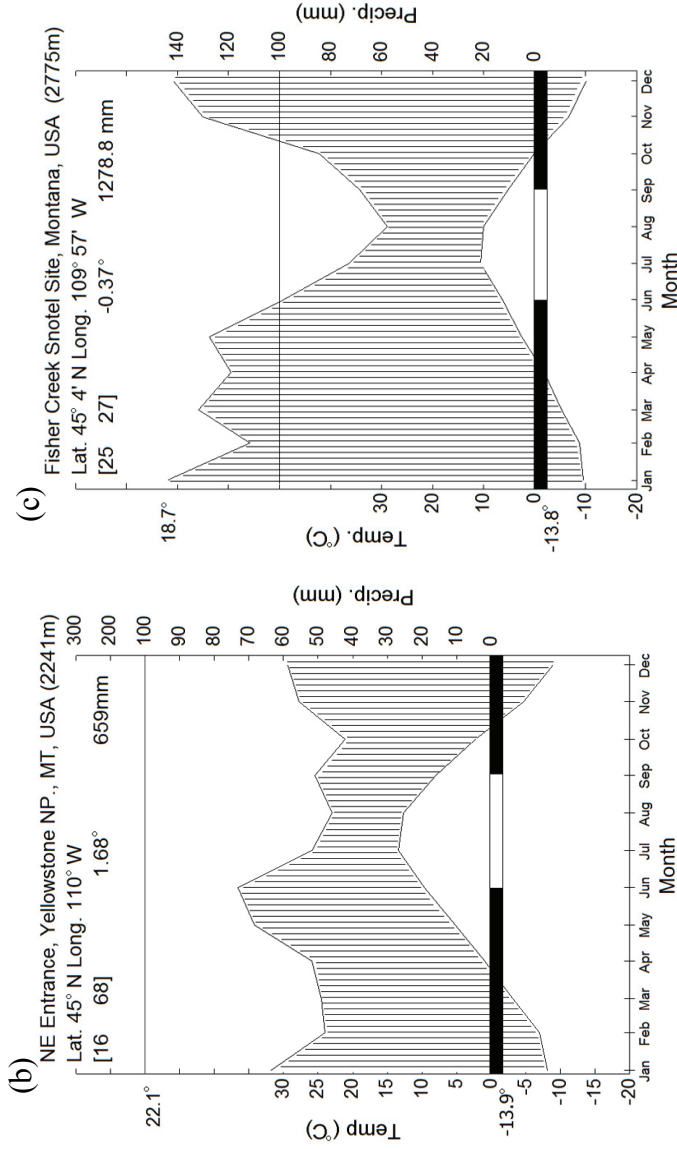 (b)
NE Entrance, Yellowstone NP., MT, USA (2241m)
Lat. 45° N Long. 110° W
[16 68] 1.68° 659mm
22.1°
-13.9°
Temp (°C)
30
25
20
15
10
5
0
-5
-10
-15
-20
Precip. (mm)
300
200
100
90
80
70
60
50
40
30
20
10
0
Jan Feb Mar Apr May Jun Jul Aug Sep Oct Nov Dec
Month
(c)
Fisher Creek Snotel Site, Montana, USA (2775m)
Lat. 45° 4' N Long. 109° 57' W
[25 27] -0.37° 1278.8 mm
18.7°
-13.8°
Temp. (°C)
30
20
10
0
-10
-20
Precip. (mm)
140
120
100
80
60
40
20
0
Jan Feb Mar Apr May Jun Jul Aug Sep Oct Nov Dec
Month